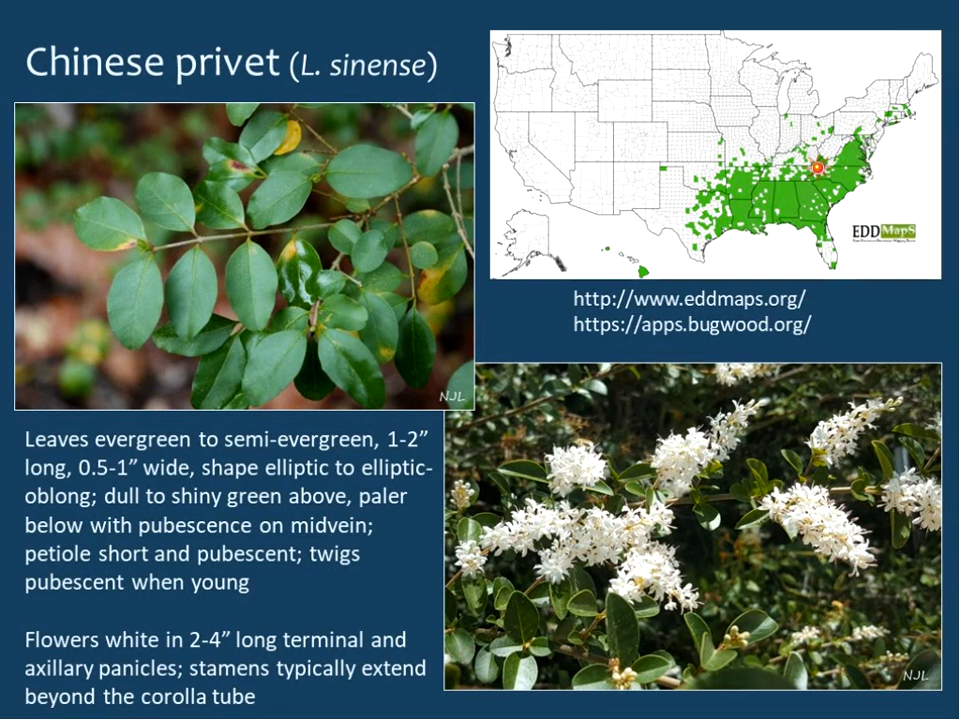 Chinese privet (L. sinense)
EDDMapS
http://www.eddmaps.org/
https://apps.bugwood.org/
NJL
Leaves evergreen to semi-evergreen, 1-2”
long, 0.5-1” wide, shape elliptic to elliptic-
oblong; dull to shiny green above, paler
below with pubescence on midvein;
petiole short and pubescent; twigs
pubescent when young
Flowers white in 2-4” long terminal and
axillary panicles; stamens typically extend
beyond the corolla tube
NJL